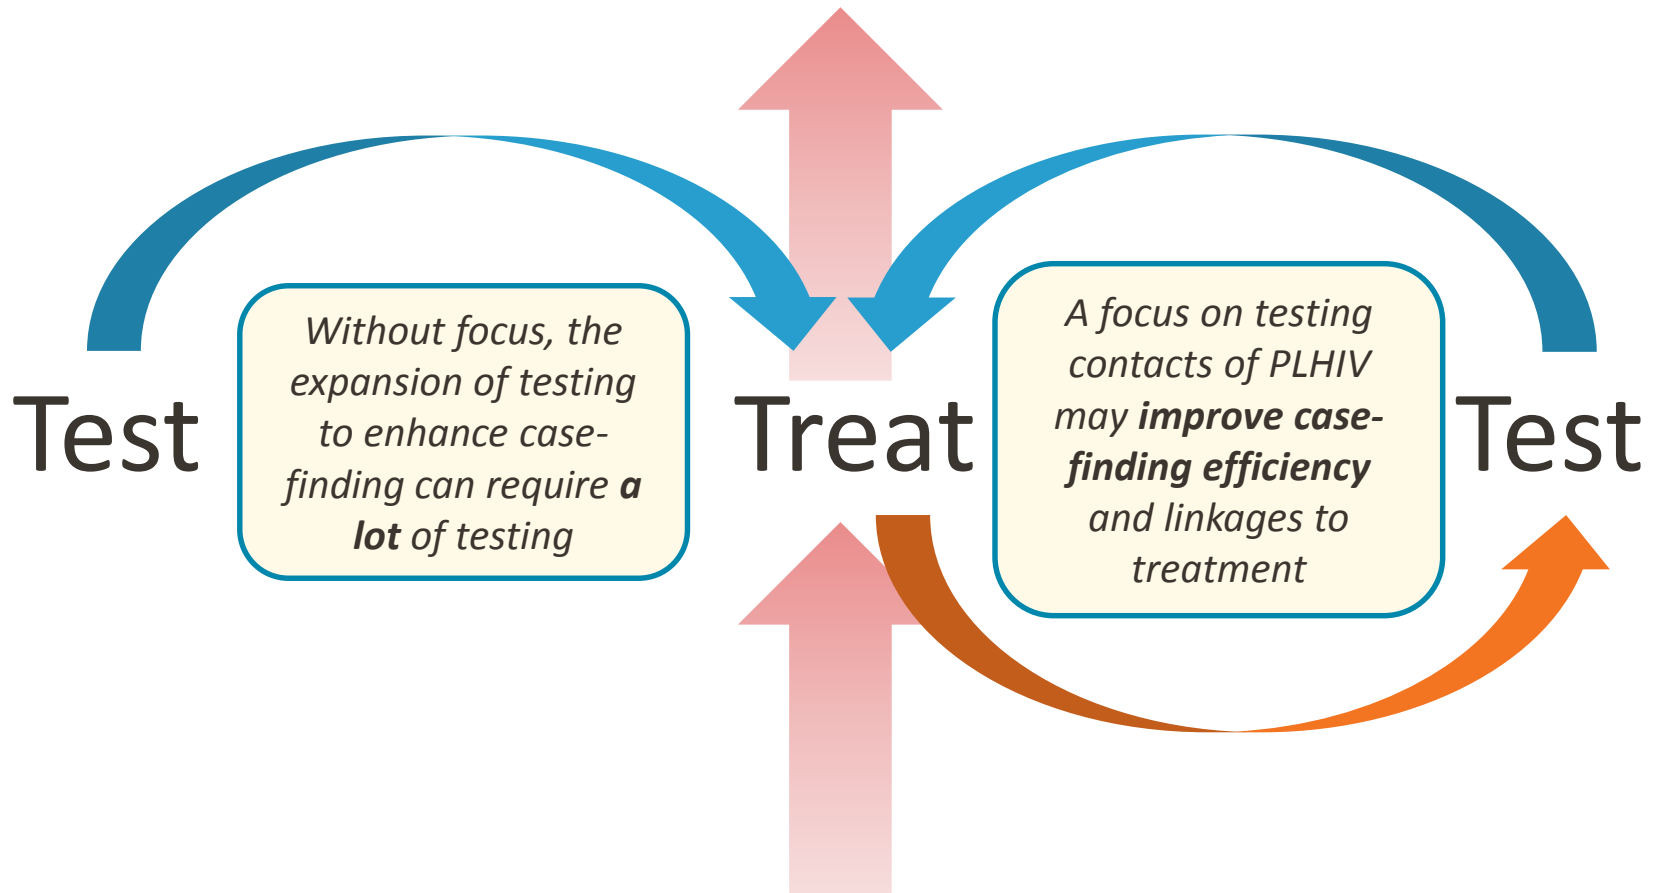 Test
Without focus, the
expansion of testing
to enhance case-
finding can require a
lot of testing
Treat
A focus on testing
contacts of PLHIV
may improve case-
finding efficiency
and linkages to
treatment
Test